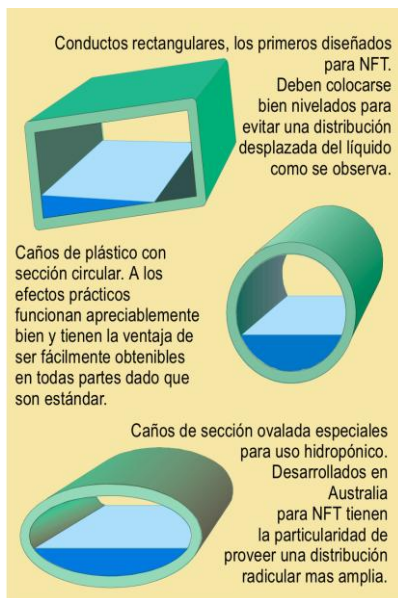 Conductos rectangulares, los primeros diseñados
para NFT.
Deben colocarse
bien nivelados para
evitar una distribución
desplazada del líquido
como se observa.
Caños de plástico con
sección circular. A los
efectos prácticos
funcionan apreciablemente
bien y tienen la ventaja de
ser fácilmente obtenibles
en todas partes dado que
son estándar.
Caños de sección ovalada especiales
para uso hidropónico.
Desarrollados en
Australia
para NFT tienen
la particularidad de
proveer una distribución
radicular mas amplia.